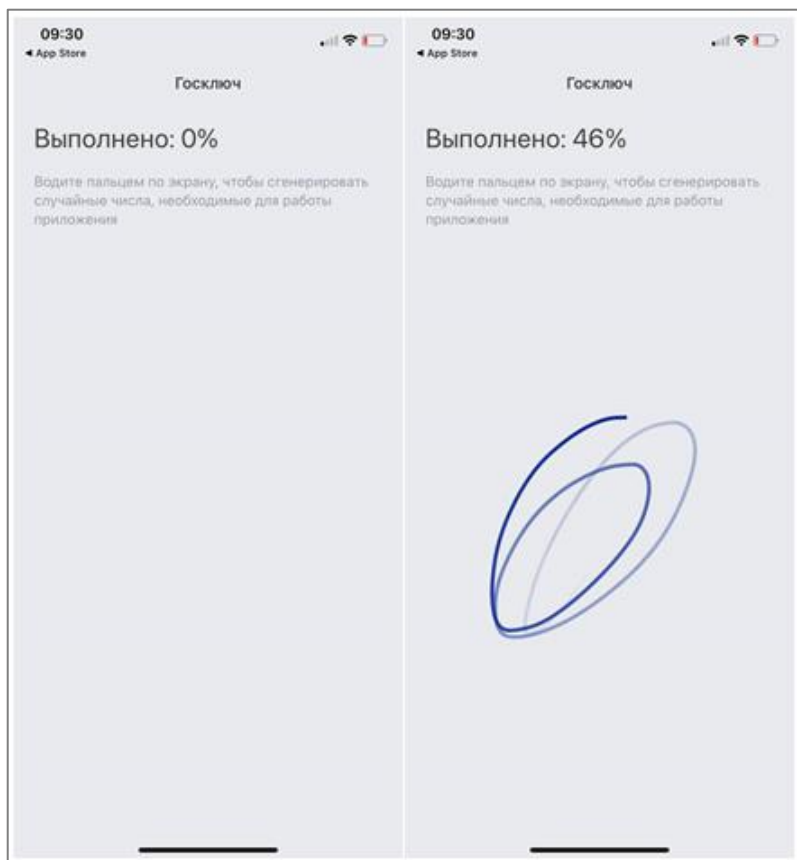 09:30
App Store
Госключ
Выполнено: 0%
Водите пальцем по экрану, чтобы сгенерировать
случайные числа, необходимые для работы
приложения
09:30
App Store
Госключ
Выполнено: 46%
Водите пальцем по экрану, чтобы сгенерировать
случайные числа, необходимые для работы
приложения